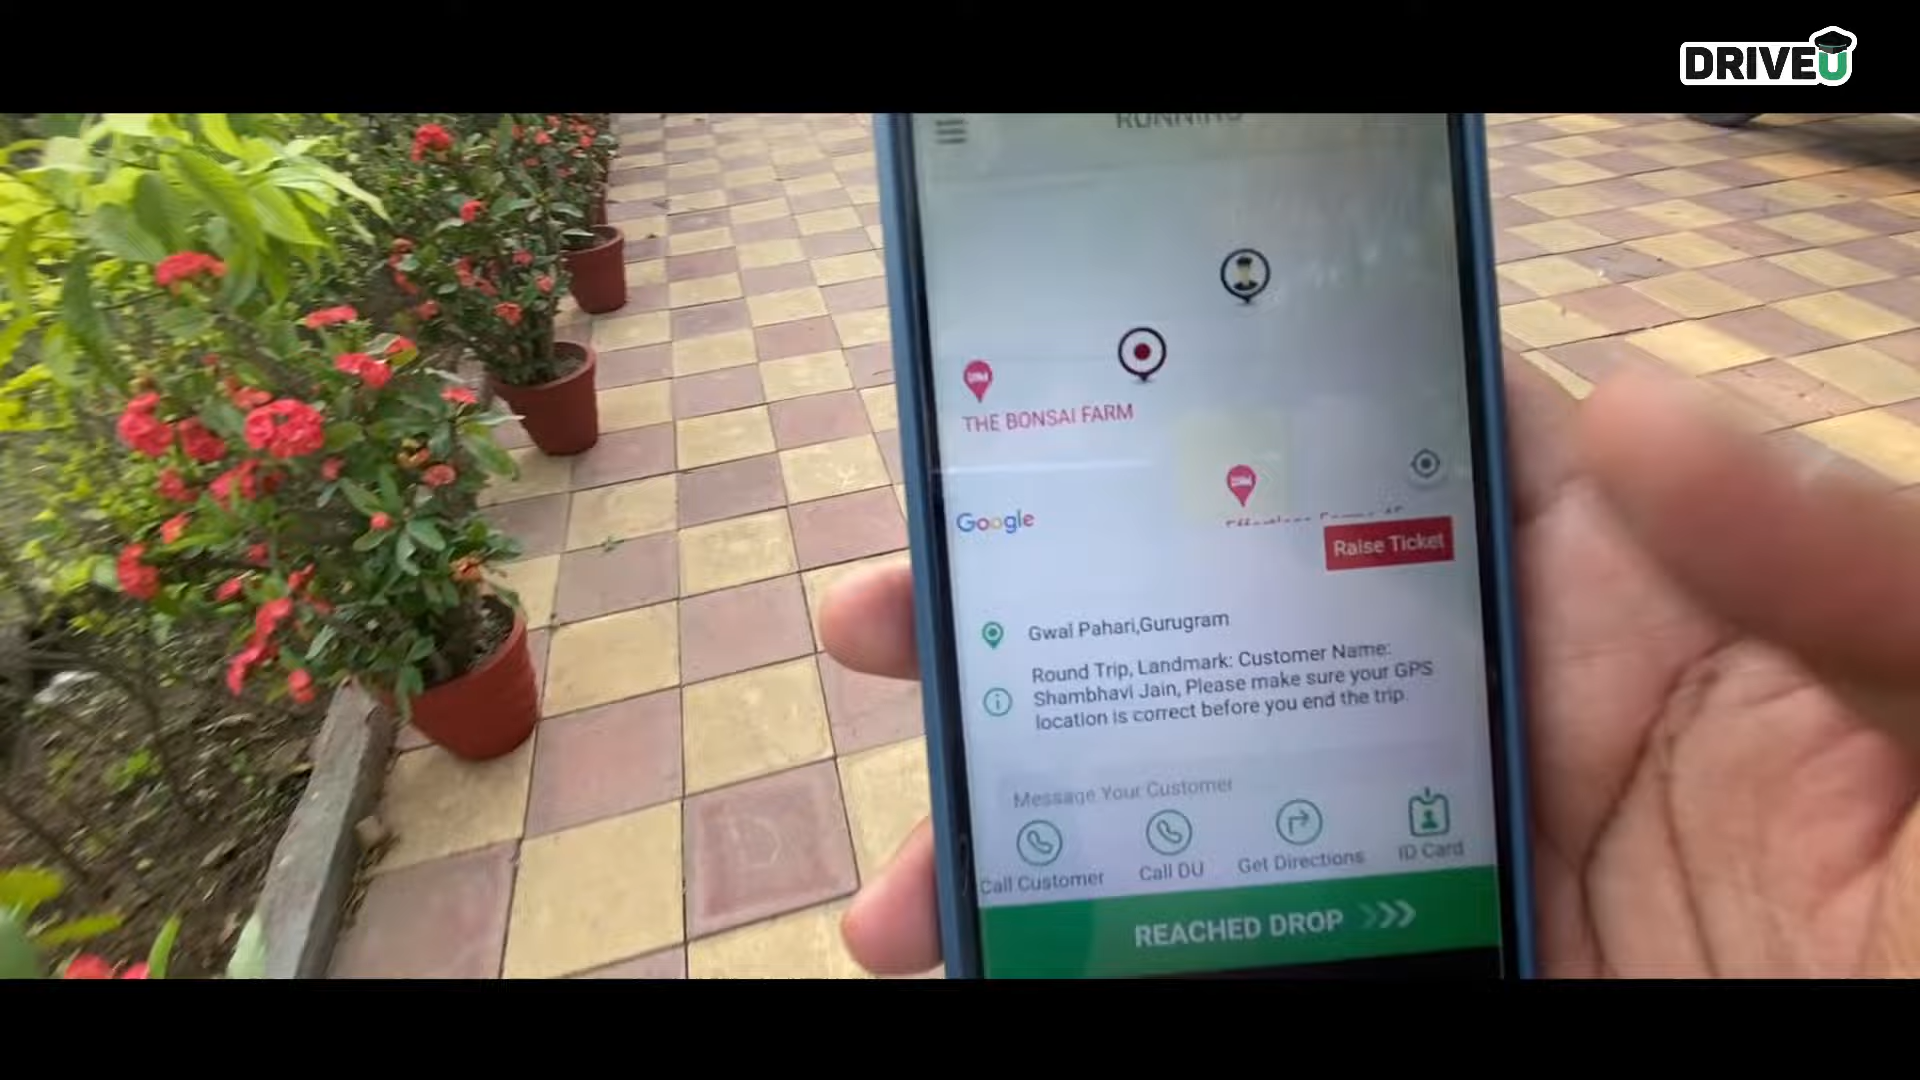 DRIVEU
RUNNING
THE BONSAI FARM
Google
Raise Ticket
Gwal Pahari,Gurugram
Round Trip, Landmark: Customer Name:
Shambhavi Jain, Please make sure your GPS
location is correct before you end the trip.
Message Your Customer
Call Customer
Call DU
Get Directions
ID Card
REACHED DROP